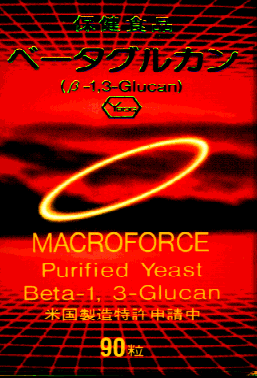 保健食品
ベータグルカン
(β-1,3-Glucan)
MACROFORCE
Purified Yeast
Beta-1, 3-Glucan
米国製造特許申請中
90粒